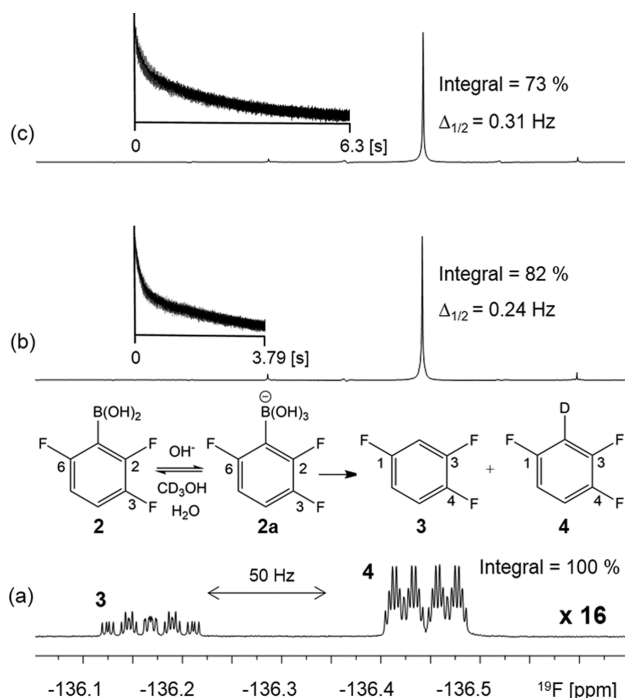 Integral = 73 %
Δ1/2 = 0.31 Hz
(c)
0 6.3 [s]
Integral = 82 %
Δ1/2 = 0.24 Hz
(b)
0 3.79 [s]
B(OH)2 ⊖ B(OH)3 D
F F OH⁻ F F F F F F
6 2 6 2 1 3 1 3
CD3OH + 
3 F H2O 3 F 4 F 4 F
2 2a 3 4
(a)
3 50 Hz 4 Integral = 100 %
x 16
-136.1 -136.2 -136.3 -136.4 -136.5 ¹⁹F [ppm]